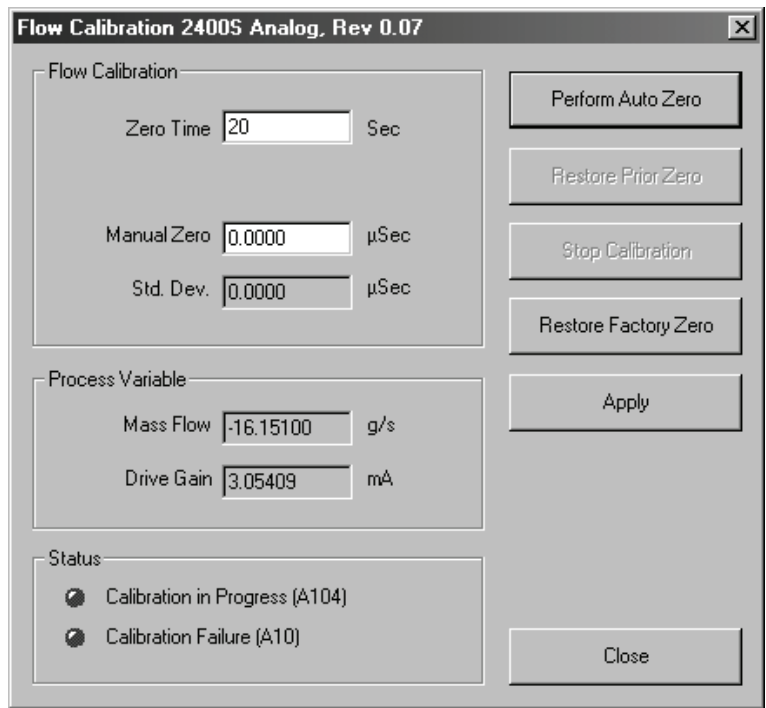 Flow Calibration 2400S Analog, Rev 0.07
Flow Calibration
Zero Time 20 Sec
Manual Zero 0.0000 µSec
Std. Dev. 0.0000 µSec
Process Variable
Mass Flow -16.15100 g/s
Drive Gain 3.05409 mA
Status
Calibration in Progress (A104)
Calibration Failure (A10)
Perform Auto Zero
Restore Prior Zero
Stop Calibration
Restore Factory Zero
Apply
Close